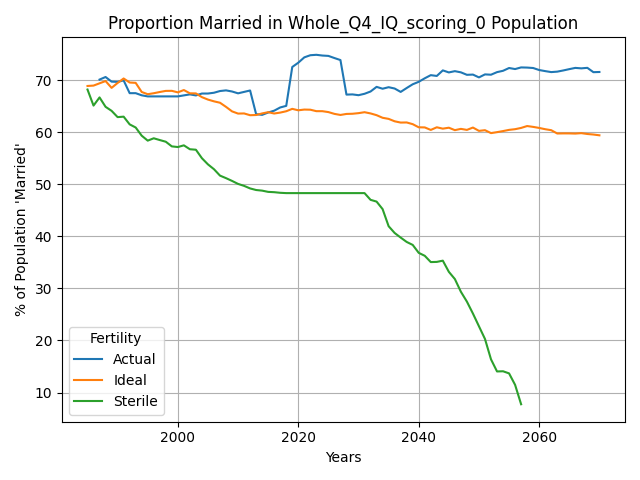 Proportion Married in Whole_Q4_IQ_scoring_0 Population
% of Population 'Married'
70
60
50
40
30
20
10
Fertility
Actual
Ideal
Sterile
2000
2020
2040
2060
Years